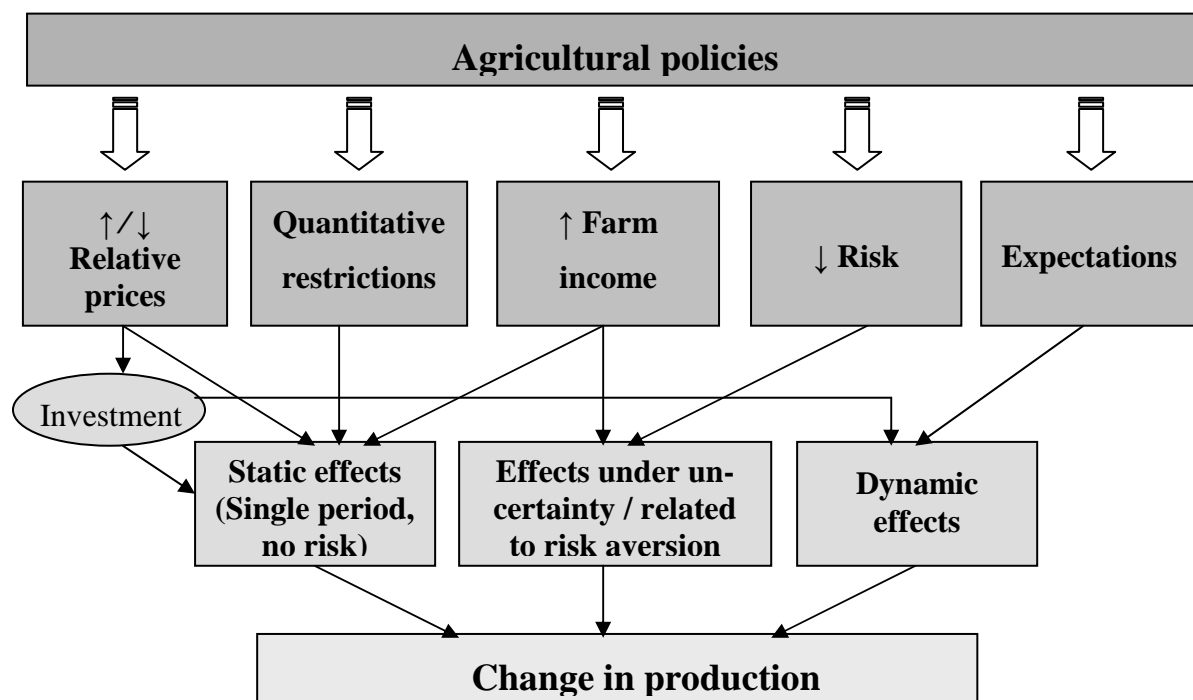 Agricultural policies
↑/↓
Relative
prices
Quantitative
restrictions
↑ Farm
income
↓ Risk
Expectations
Investment
Static effects
(Single period,
no risk)
Effects under un-
certainty / related
to risk aversion
Dynamic
effects
Change in production